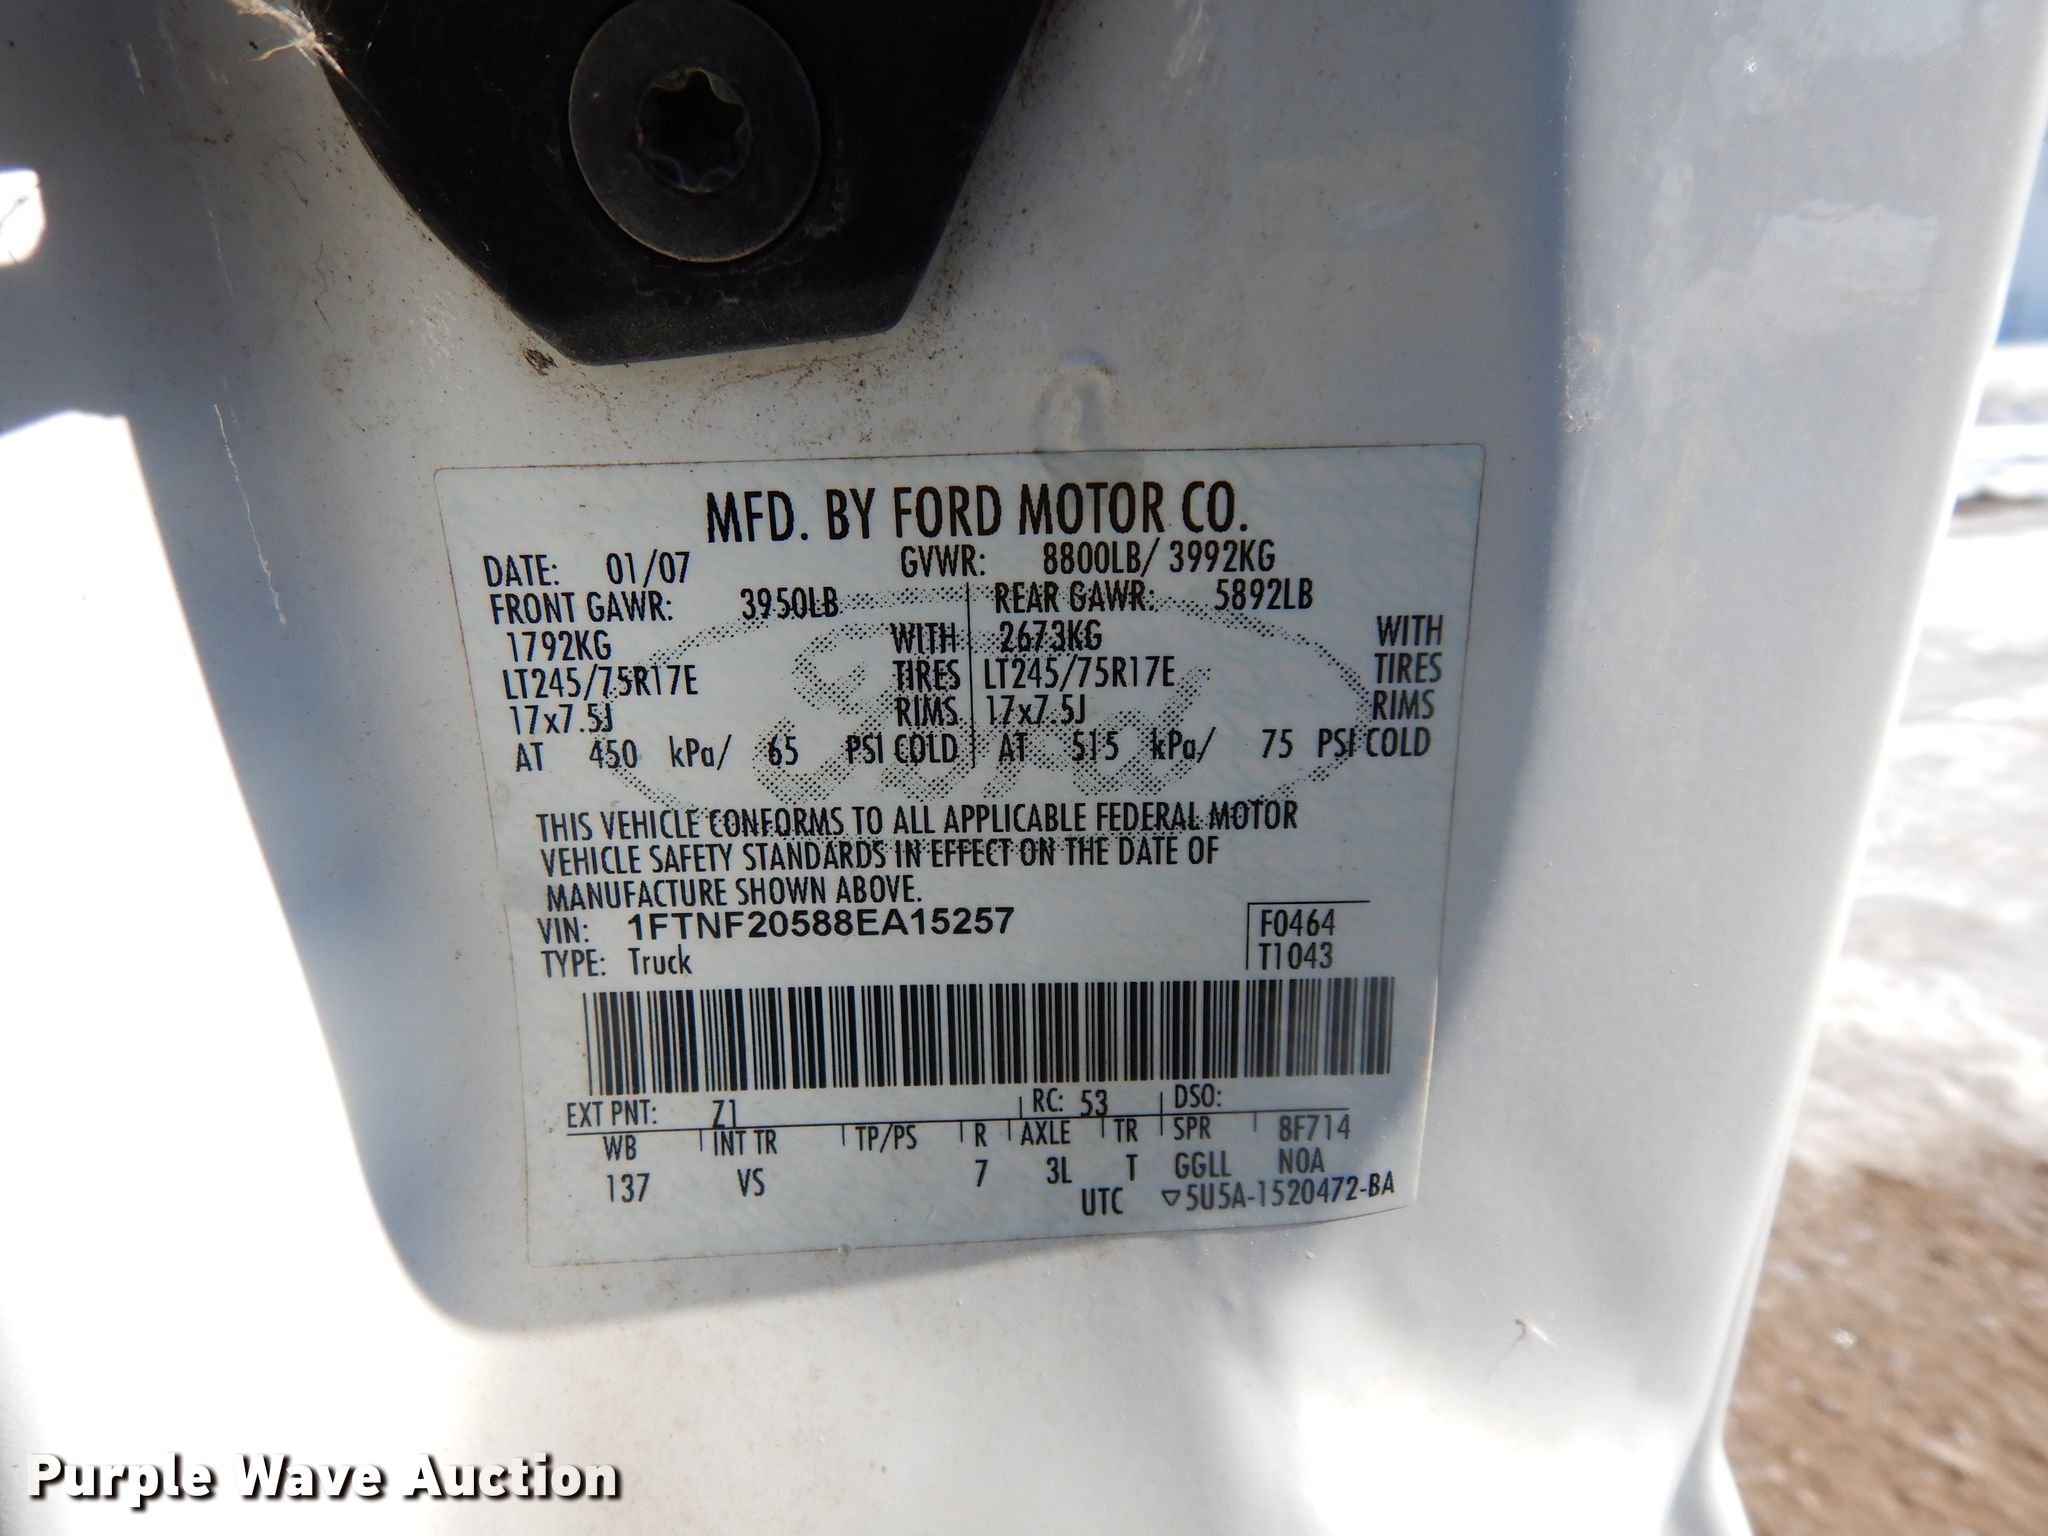 MFD. BY FORD MOTOR CO.
DATE: 01/07 GVWR: 8800LB/ 3992KG
FRONT GAWR: 3950LB REAR GAWR: 5892LB
1792KG WITH 2673KG WITH
LT245/75R17E TIRES LT245/75R17E TIRES
17x7.5J RIMS 17x7.5J RIMS
AT 450 kPa/ 65 PSI COLD AT 515 kPa/ 75 PSI COLD
Ford
THIS VEHICLE CONFORMS TO ALL APPLICABLE FEDERAL MOTOR
VEHICLE SAFETY STANDARDS IN EFFECT ON THE DATE OF
MANUFACTURE SHOWN ABOVE.
VIN: 1FTNF20588EA15257 F0464
TYPE: Truck T1043
EXT PNT: Z1 RC: 53 DSO:
WB INT TR TP/PS R AXLE TR SPR 8F714
137 VS 7 3L T GGLL N0A
UTC ▽5U5A-1520472-BA
Purple Wave Auction